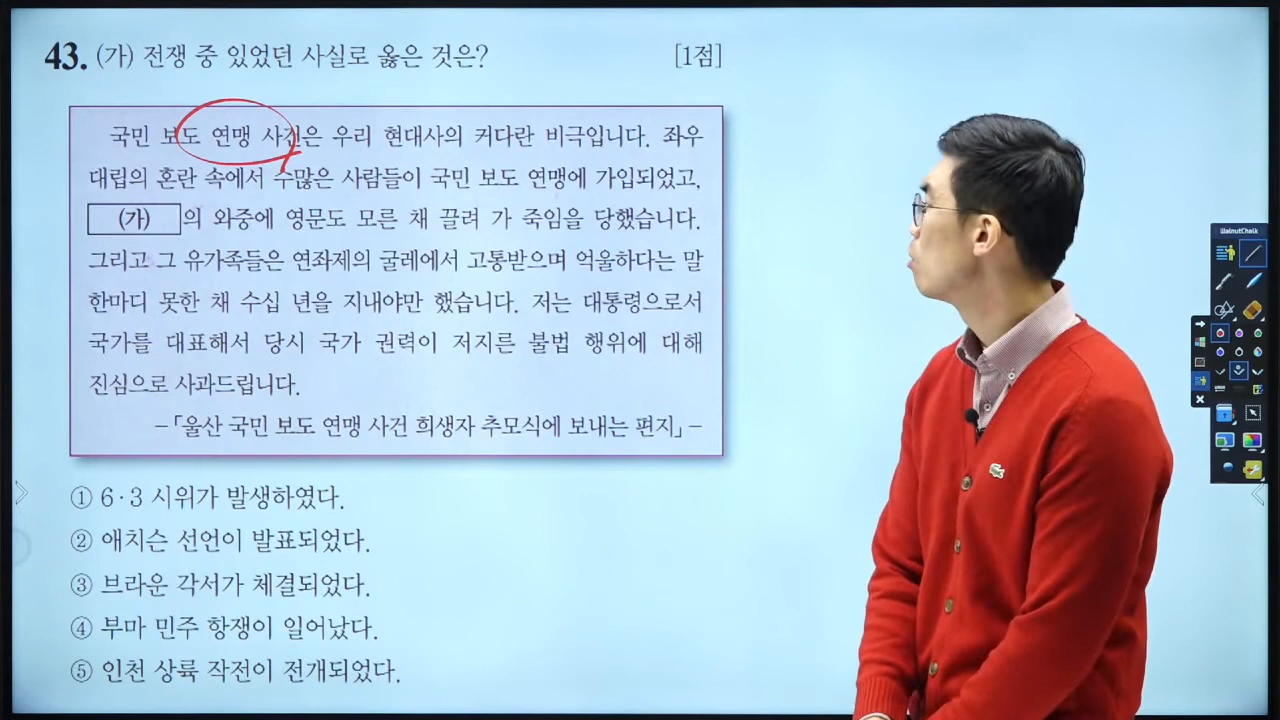 43. (가) 전쟁 중 있었던 사실로 옳은 것은? [1점]
국민 보도 연맹 사건은 우리 현대사의 커다란 비극입니다. 좌우
대립의 혼란 속에서 수많은 사람들이 국민 보도 연맹에 가입되었고,
(가) 의 와중에 영문도 모른 채 끌려 가 죽임을 당했습니다.
그리고 그 유가족들은 연좌제의 굴레에서 고통받으며 억울하다는 말
한마디 못한 채 수십 년을 지내야만 했습니다. 저는 대통령으로서
국가를 대표해서 당시 국가 권력이 저지른 불법 행위에 대해
진심으로 사과드립니다.
-「울산 국민 보도 연맹 사건 희생자 추모식에 보내는 편지」-
① 6·3 시위가 발생하였다.
② 애치슨 선언이 발표되었다.
③ 브라운 각서가 체결되었다.
④ 부마 민주 항쟁이 일어났다.
⑤ 인천 상륙 작전이 전개되었다.
WalnutChalk